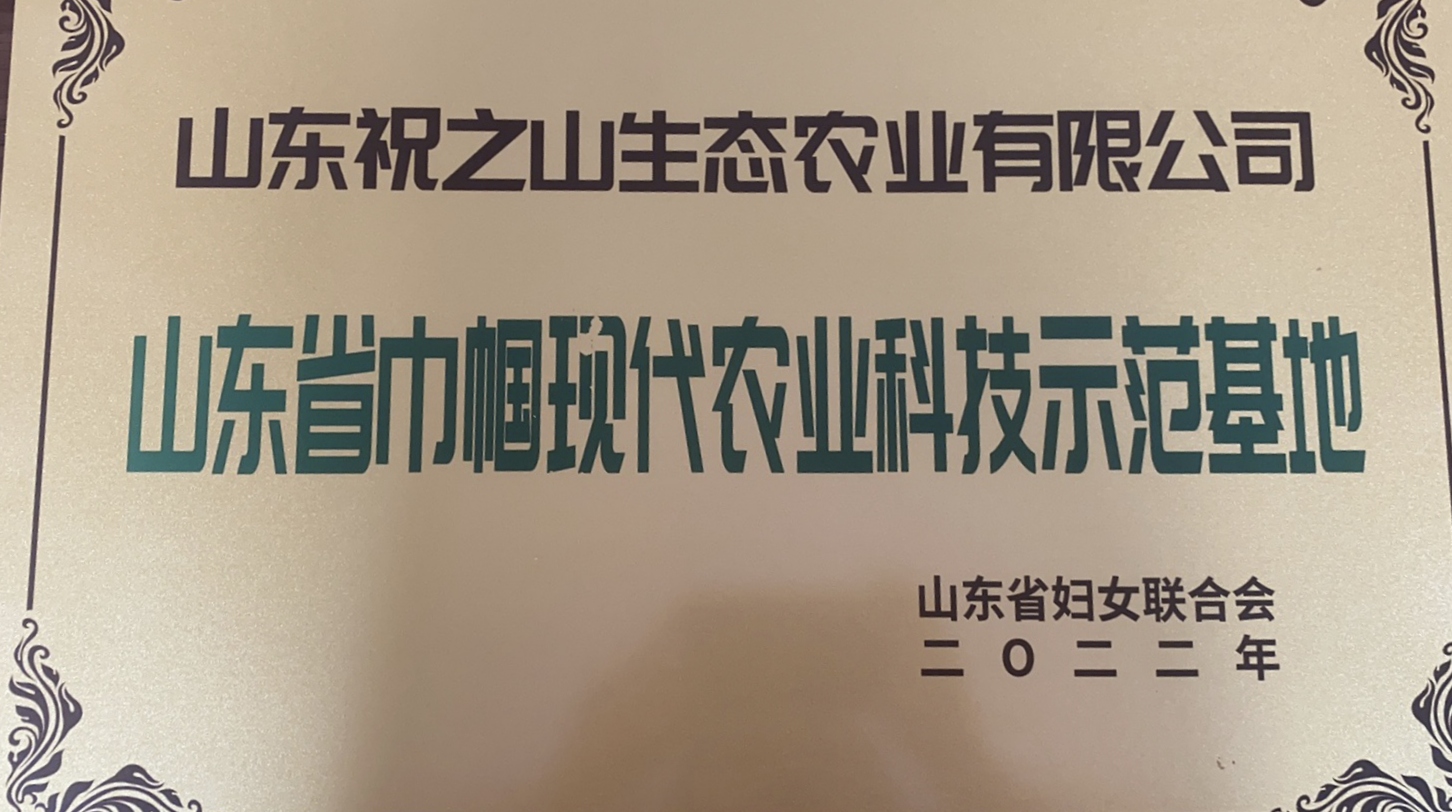 山东祝之山生态农业有限公司
山东省巾帼现代农业科技示范基地
山东省妇女联合会
二〇二二年